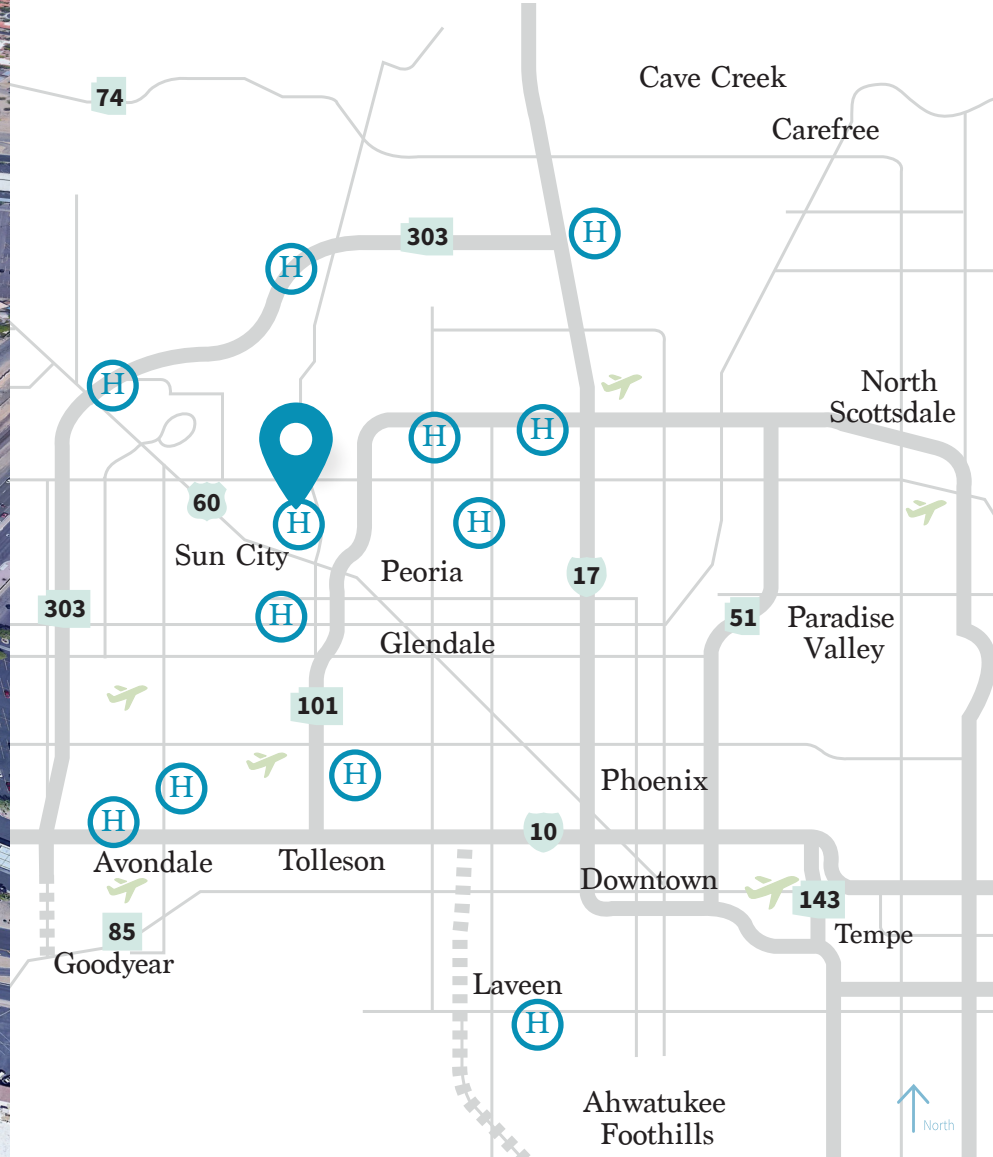 Cave Creek
74
Carefree
H
303
H
H
North
Scottsdale
H
H
60
H
H
Sun City
Peoria
17
303
H
51
Paradise
Valley
Glendale
101
H
Phoenix
H
H
10
Avondale
Tolleson
Downtown
143
85
Tempe
Goodyear
Laveen
H
Ahwatukee
Foothills
North